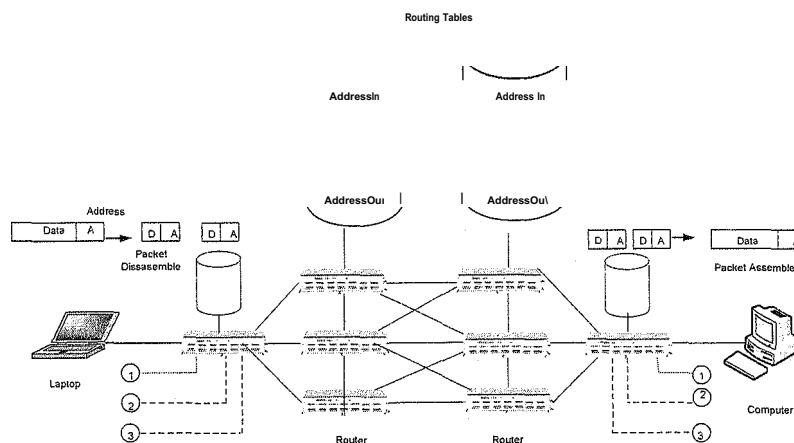 Routing Tables
AddressIn
Address In
AddressOuı
AddressOu\
Address
Data A
D A
D A
Packet
Dissasemble
D A D A
Data
Packet Assemble
Laptop
1
2
3
Router
Router
1
2
3
Computer